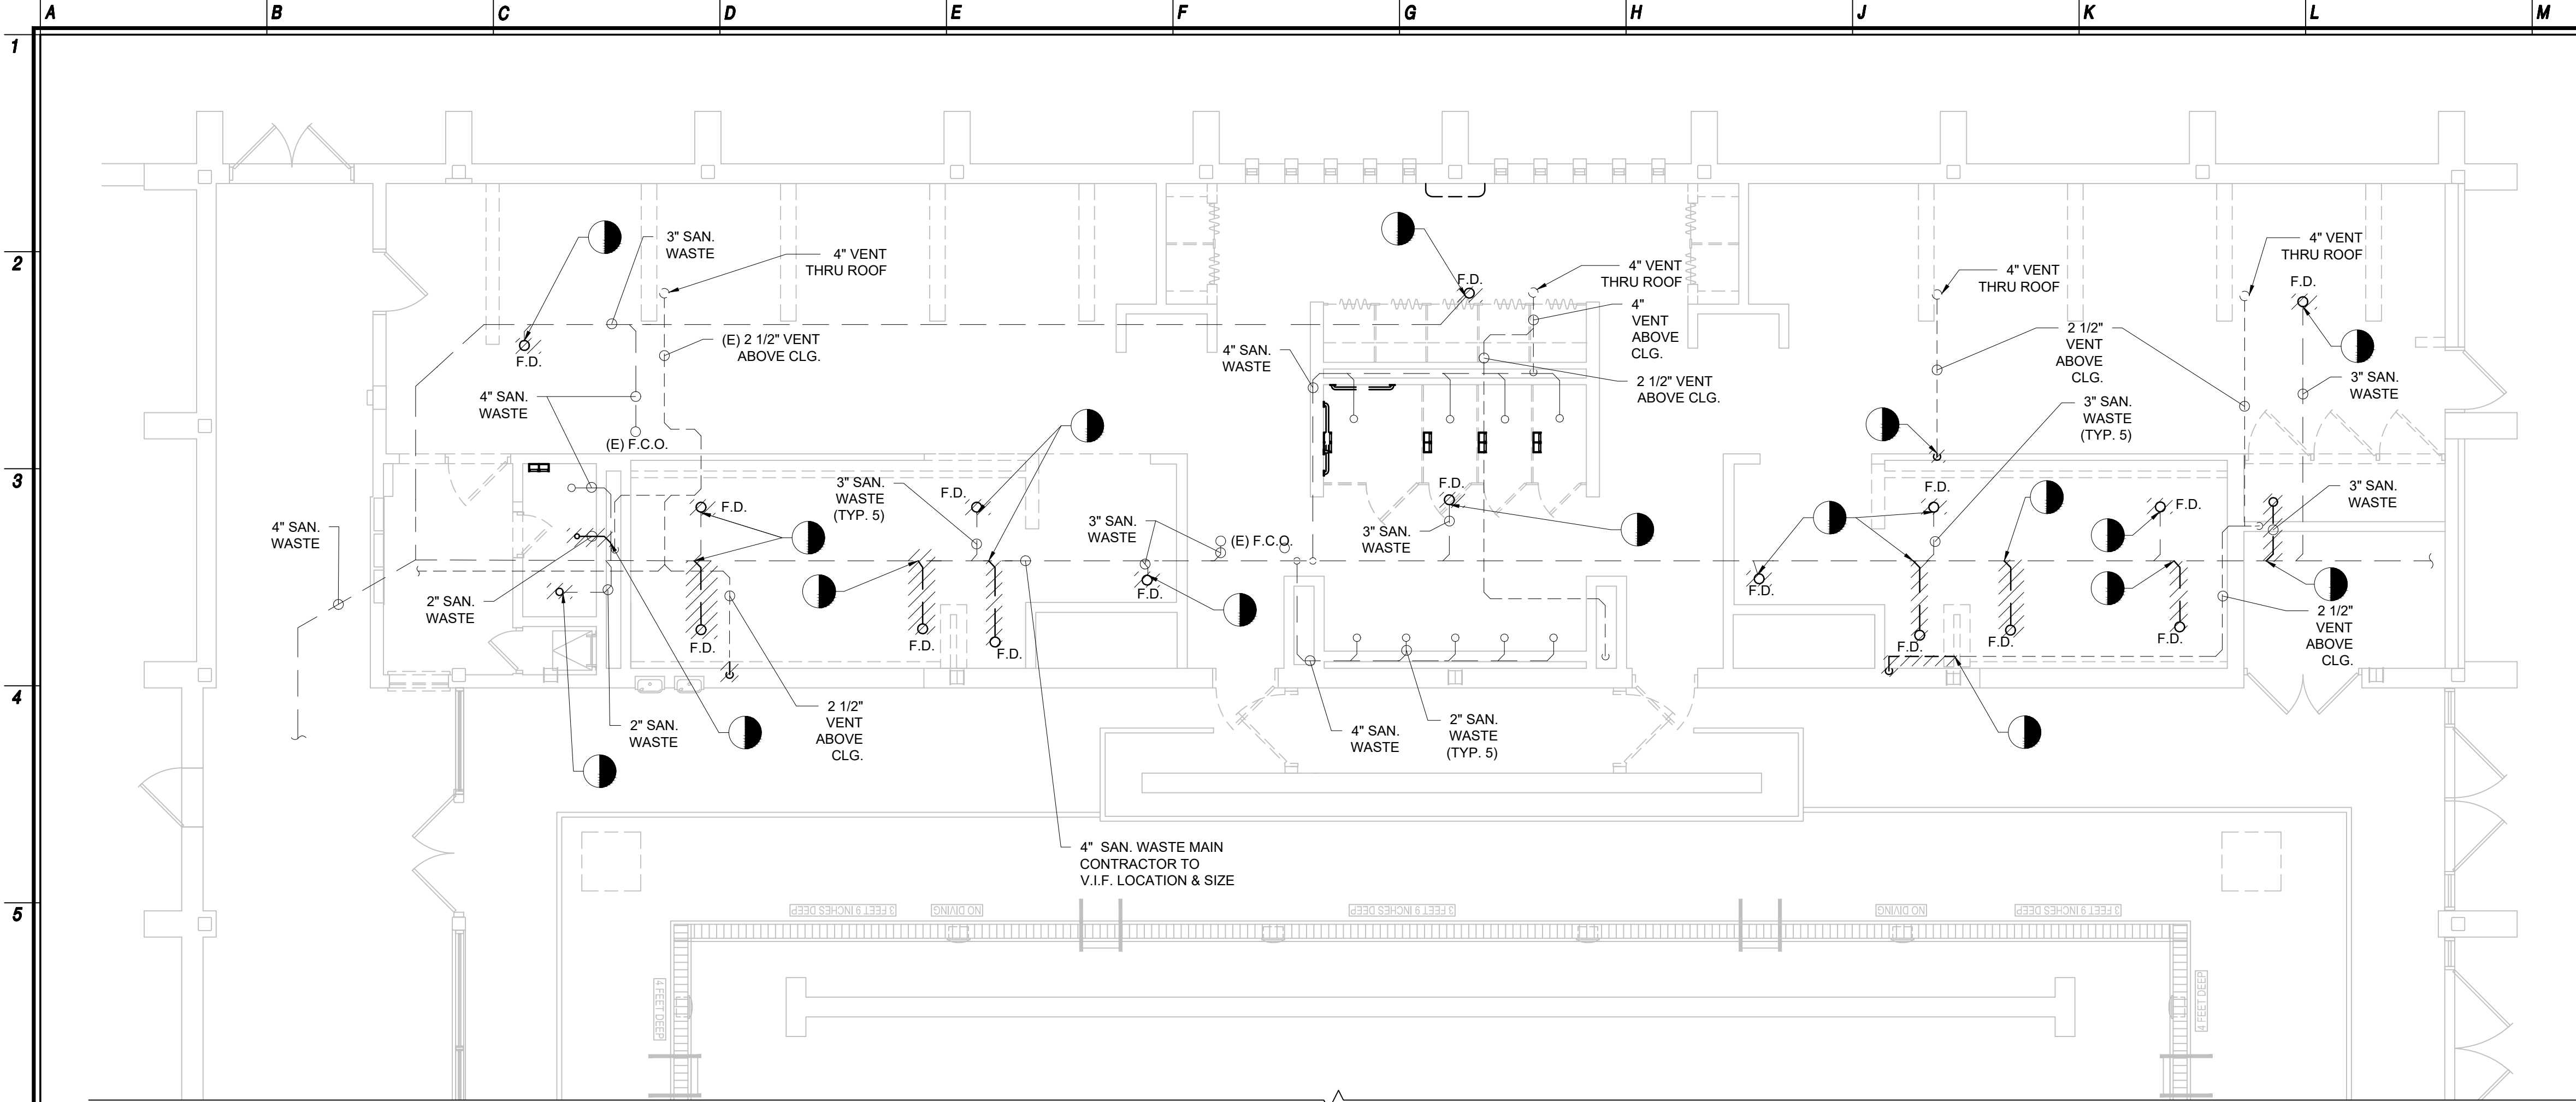 A B C D E F G H J K L M
1
2
3
4
5
3" SAN.
WASTE
4" VENT
THRU ROOF
F.D.
(E) 2 1/2" VENT
ABOVE CLG.
4" SAN.
WASTE
(E) F.C.O.
4" SAN.
WASTE
2" SAN.
WASTE
2" SAN.
WASTE
F.D.
F.D.
3" SAN.
WASTE
(TYP. 5)
F.D.
F.D.
F.D.
2 1/2"
VENT
ABOVE
CLG.
3" SAN.
WASTE
F.D.
(E) F.C.O.
4" SAN. WASTE MAIN
CONTRACTOR TO
V.I.F. LOCATION & SIZE
F.D.
4" VENT
THRU ROOF
4"
VENT
ABOVE
CLG.
4" SAN.
WASTE
2 1/2" VENT
ABOVE CLG.
F.D.
3" SAN.
WASTE
4" SAN.
WASTE
2" SAN.
WASTE
(TYP. 5)
4" VENT
THRU ROOF
4" VENT
THRU ROOF
F.D.
2 1/2"
VENT
ABOVE
CLG.
3" SAN.
WASTE
3" SAN.
WASTE
(TYP. 5)
F.D.
F.D.
F.D.
3" SAN.
WASTE
F.D.
F.D.
F.D.
F.D.
2 1/2"
VENT
ABOVE
CLG.
3 FEET 9 INCHES DEEP
NO DIVING
3 FEET 9 INCHES DEEP
NO DIVING
3 FEET 9 INCHES DEEP
4 FEET DEEP
4 FEET DEEP